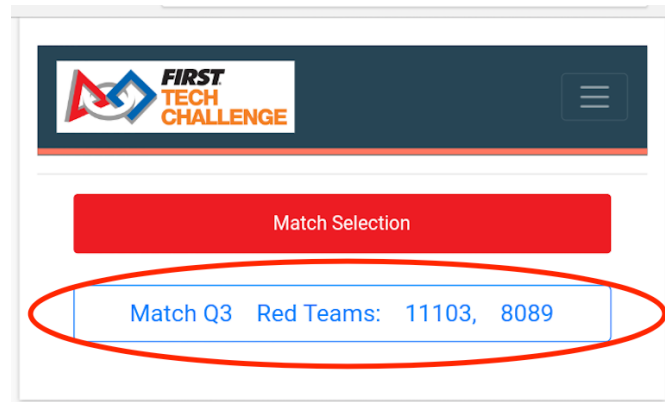 FIRST
TECH
CHALLENGE
Match Selection
Match Q3 Red Teams: 11103, 8089